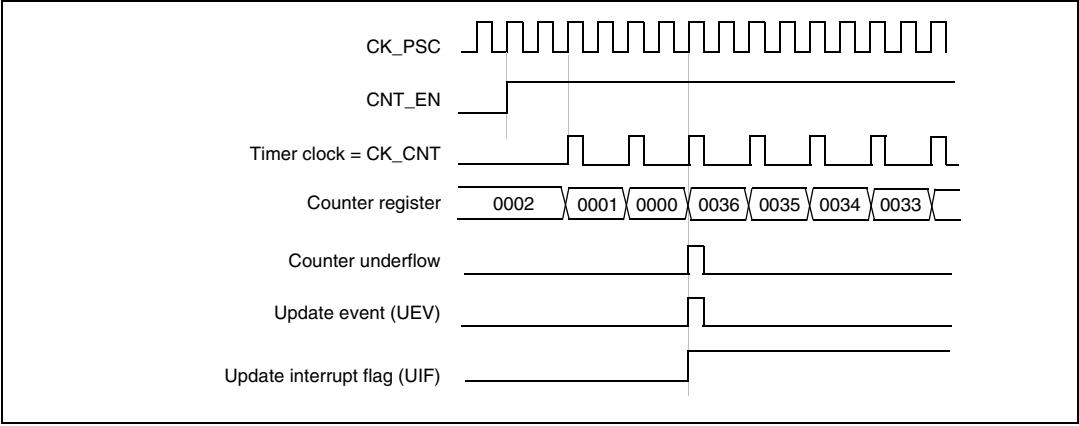 CK_PSC
CNT_EN
Timer clock = CK_CNT
Counter register 0002 0001 0000 0036 0035 0034 0033
Counter underflow
Update event (UEV)
Update interrupt flag (UIF)